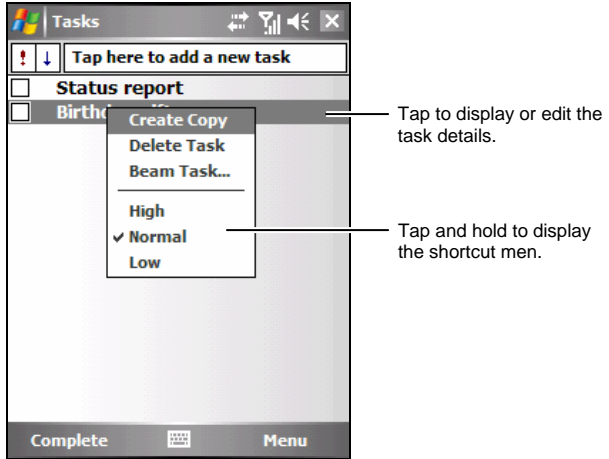 Tasks
Tap here to add a new task
Status report
Create Copy
Delete Task
Beam Task...
High
Normal
Low
Complete
Menu
Tap to display or edit the
task details.
Tap and hold to display
the shortcut men.